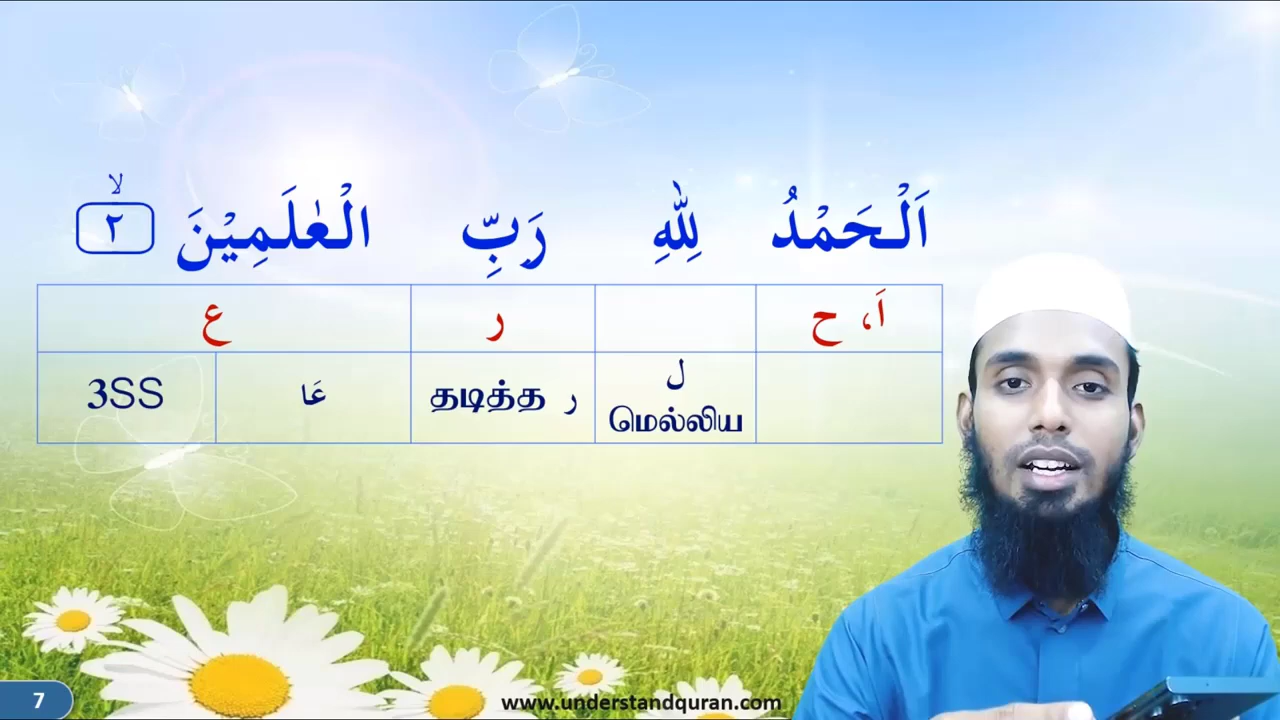 اَلْحَمْدُ لِلّٰهِ رَبِّ الْعٰلَمِيْنَ ۙ ٢
اَ، ح ر ع
ل மெல்லிய தடித்த ر عَا 3SS
7
www.understandquran.com